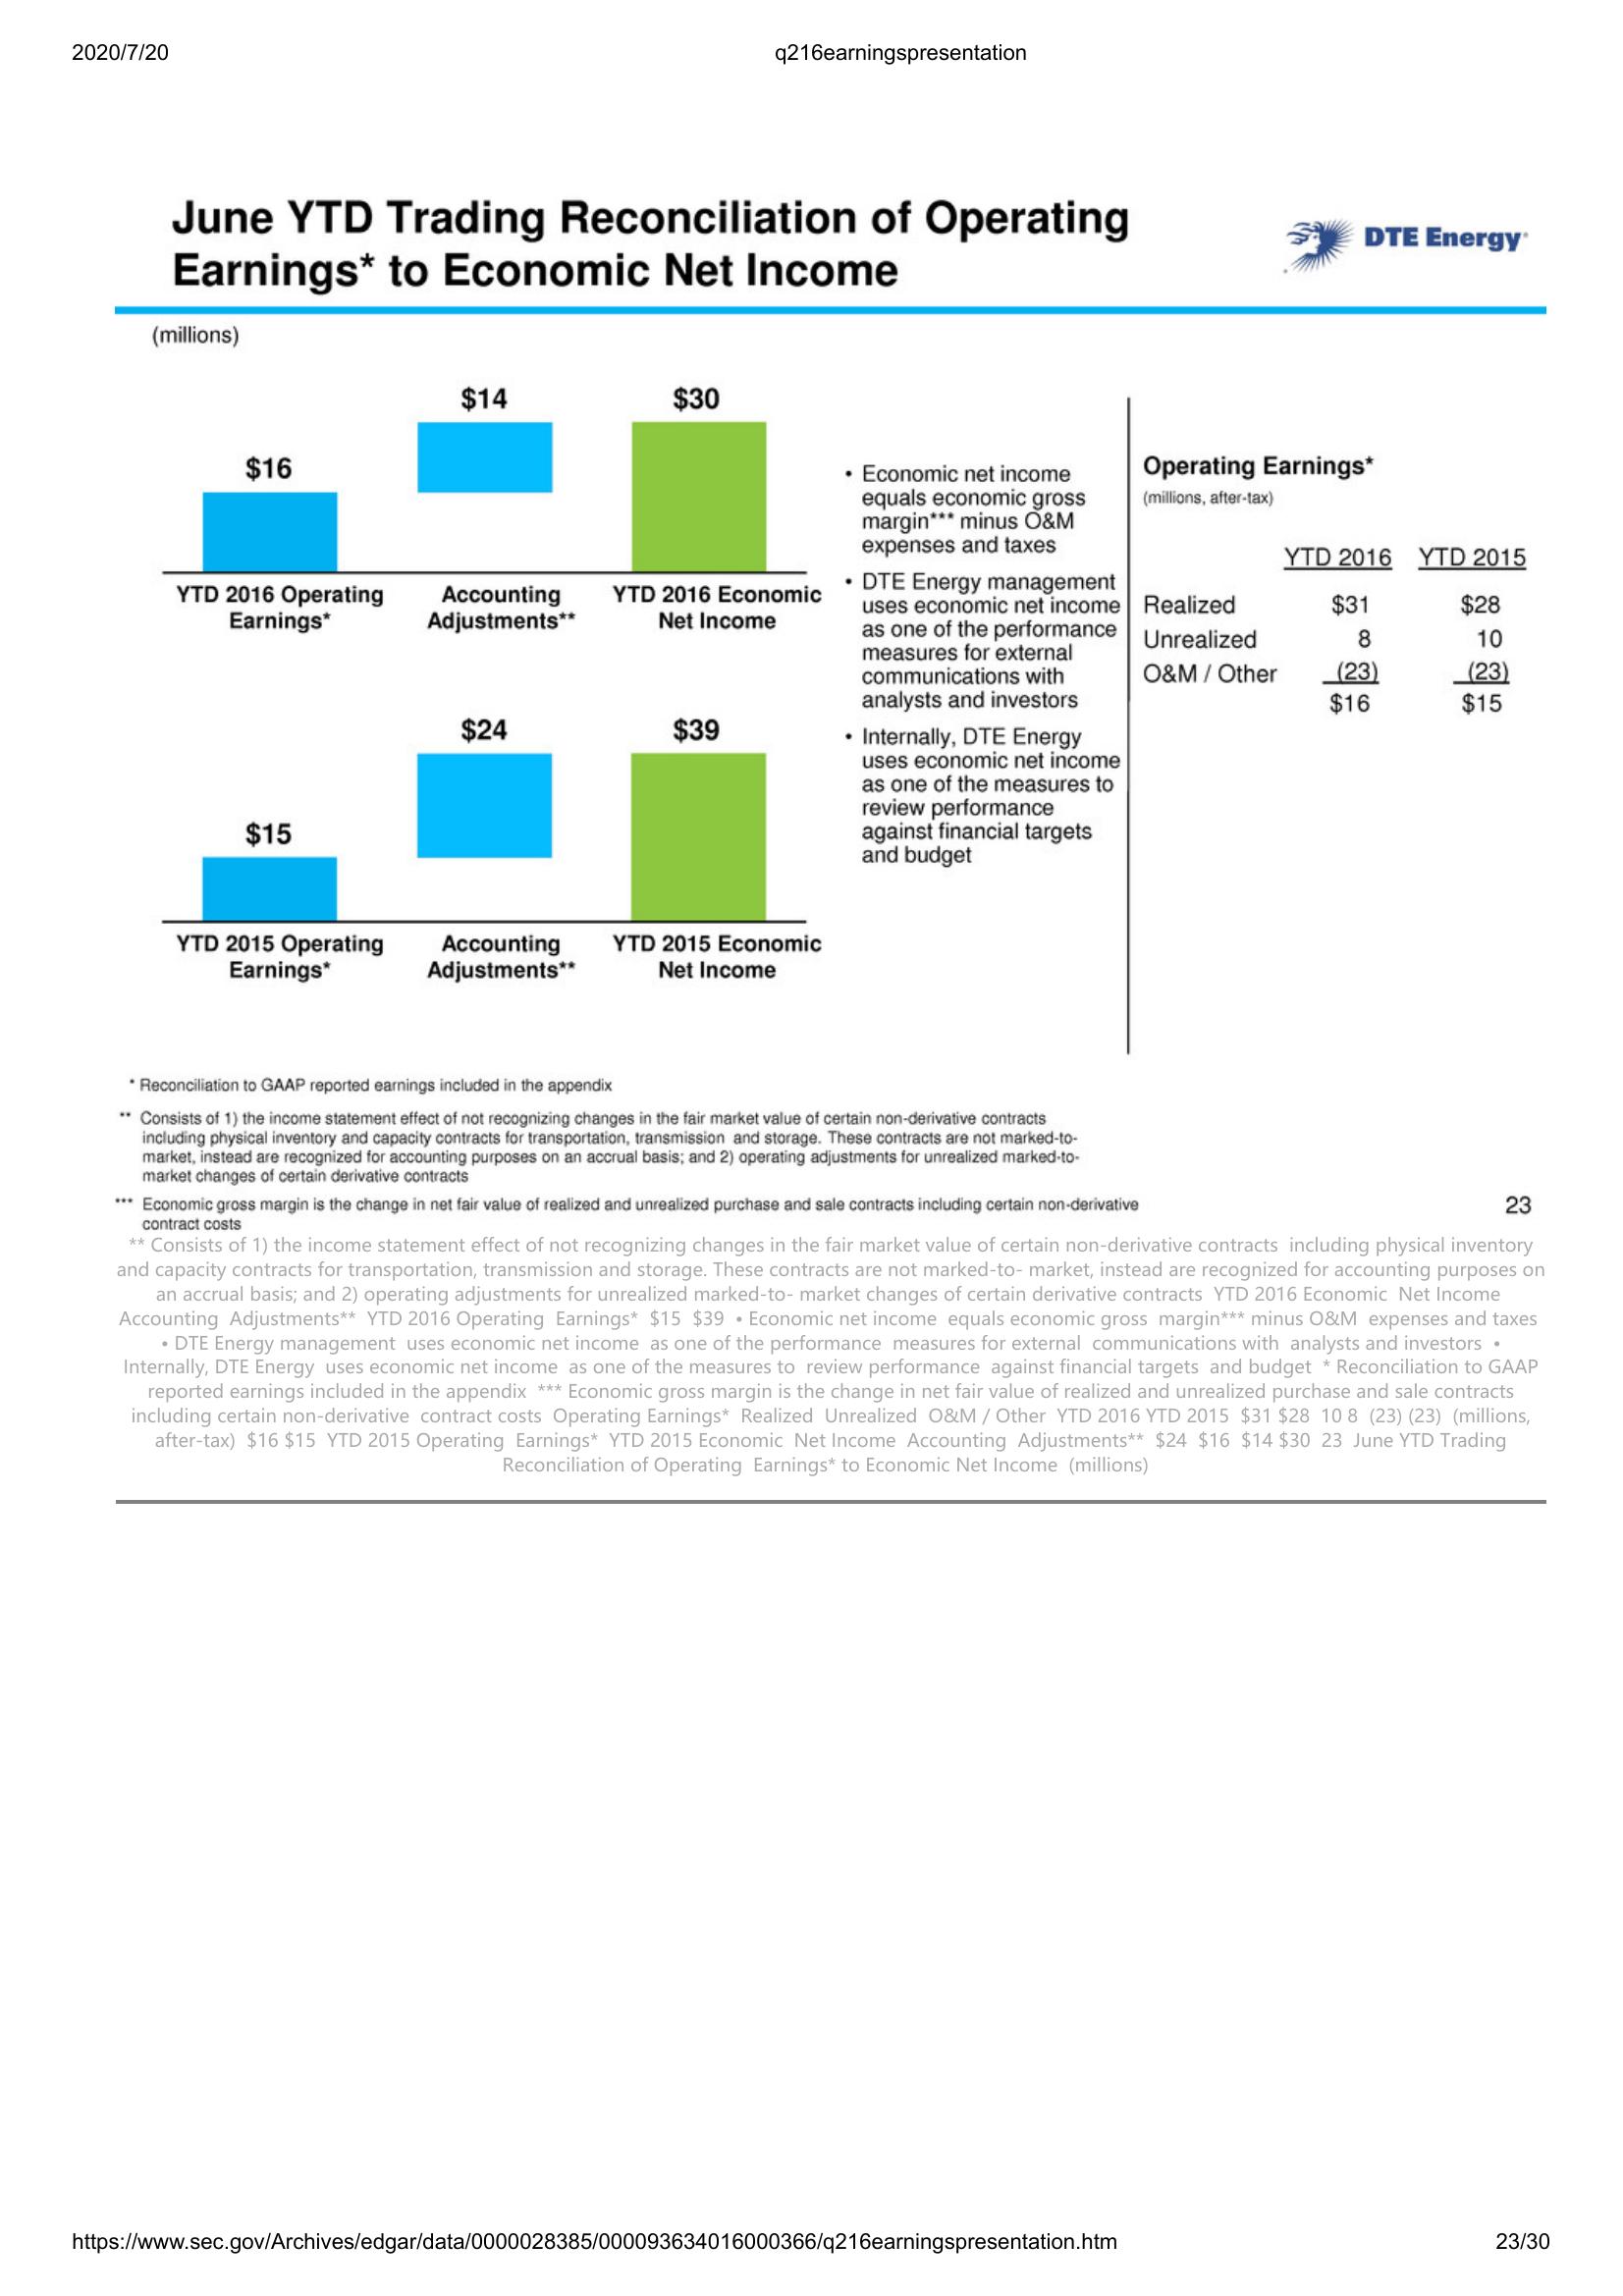 2020/7/20
q216earningspresentation
June YTD Trading Reconciliation of Operating
Earnings* to Economic Net Income
DTE Energy
(millions)
$14
$30
$16
YTD 2016 Operating
Earnings*
Accounting
Adjustments**
YTD 2016 Economic
Net Income
$24
$39
$15
YTD 2015 Operating
Earnings*
Accounting
Adjustments**
YTD 2015 Economic
Net Income
• Economic net income
equals economic gross
margin*** minus O&M
expenses and taxes
• DTE Energy management
uses economic net income
as one of the performance
measures for external
communications with
analysts and investors
• Internally, DTE Energy
uses economic net income
as one of the measures to
review performance
against financial targets
and budget
Operating Earnings*
(millions, after-tax)
YTD 2016 YTD 2015
Realized $31 $28
Unrealized 8 10
O&M / Other (23) (23)
$16 $15
* Reconciliation to GAAP reported earnings included in the appendix
** Consists of 1) the income statement effect of not recognizing changes in the fair market value of certain non-derivative contracts
including physical inventory and capacity contracts for transportation, transmission and storage. These contracts are not marked-to-
market, instead are recognized for accounting purposes on an accrual basis; and 2) operating adjustments for unrealized marked-to-
market changes of certain derivative contracts
*** Economic gross margin is the change in net fair value of realized and unrealized purchase and sale contracts including certain non-derivative
contract costs
23
** Consists of 1) the income statement effect of not recognizing changes in the fair market value of certain non-derivative contracts including physical inventory
and capacity contracts for transportation, transmission and storage. These contracts are not marked-to- market, instead are recognized for accounting purposes on
an accrual basis; and 2) operating adjustments for unrealized marked-to- market changes of certain derivative contracts YTD 2016 Economic Net Income
Accounting Adjustments** YTD 2016 Operating Earnings* $15 $39 • Economic net income equals economic gross margin*** minus O&M expenses and taxes
• DTE Energy management uses economic net income as one of the performance measures for external communications with analysts and investors •
Internally, DTE Energy uses economic net income as one of the measures to review performance against financial targets and budget * Reconciliation to GAAP
reported earnings included in the appendix *** Economic gross margin is the change in net fair value of realized and unrealized purchase and sale contracts
including certain non-derivative contract costs Operating Earnings* Realized Unrealized O&M / Other YTD 2016 YTD 2015 $31 $28 10 8 (23) (23) (millions,
after-tax) $16 $15 YTD 2015 Operating Earnings* YTD 2015 Economic Net Income Accounting Adjustments** $24 $16 $14 $30 23 June YTD Trading
Reconciliation of Operating Earnings* to Economic Net Income (millions)
https://www.sec.gov/Archives/edgar/data/0000028385/000093634016000366/q216earningspresentation.htm
23/30